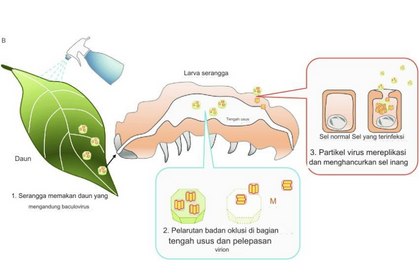 B
Larva serangga
Tengah usus
Daun
1. Serangga memakan daun yang
mengandung baculovirus
M
2. Pelarutan badan oklusi di bagian
tengah usus dan pelepasan
virion
Sel normal Sel yang terinfeksi
3. Partikel virus mereplikasi
dan menghancurkan sel inang